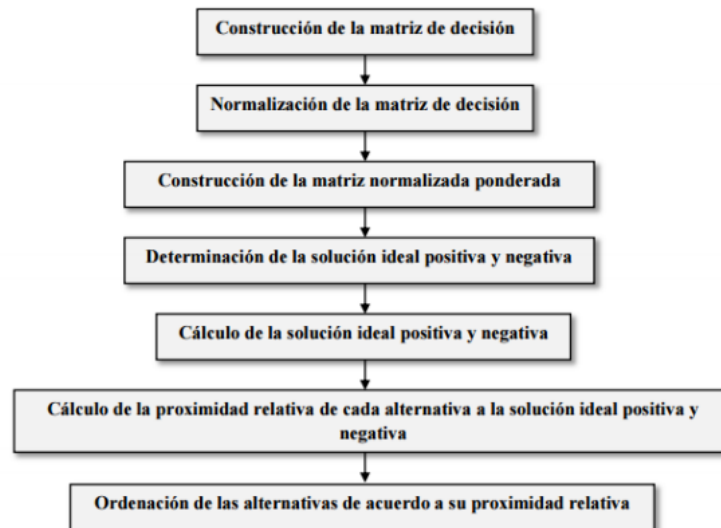 Construcción de la matriz de decisión
Normalización de la matriz de decisión
Construcción de la matriz normalizada ponderada
Determinación de la solución ideal positiva y negativa
Cálculo de la solución ideal positiva y negativa
Cálculo de la proximidad relativa de cada alternativa a la solución ideal positiva y
negativa
Ordenación de las alternativas de acuerdo a su proximidad relativa